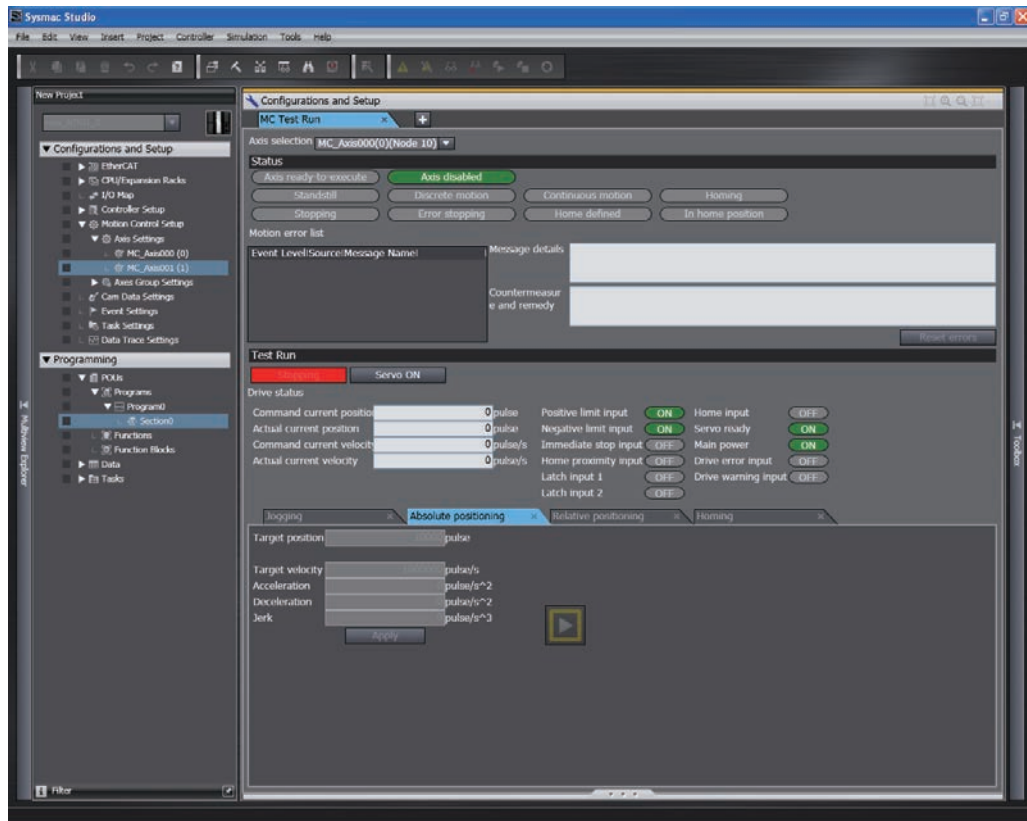 Sysmac Studio
File Edit View Insert Project Controller Simulation Tools Help
New Project
Configurations and Setup
EtherCAT
CPU/Expansion Racks
I/O Map
Controller Setup
Motion Control Setup
Axis Settings
MC_Axis000 (0)
MC_Axis001 (1)
Axes Group Settings
Cam Data Settings
Event Settings
Task Settings
Data Trace Settings
Programming
POUs
Programs
Program0
Section0
Functions
Function Blocks
Data
Tasks
Filter
Multiview Explorer
Configurations and Setup
MC Test Run
Axis selection MC_Axis000(0)(Node 10)
Status
Axis ready to execute Axis disabled
Standstill Discrete motion Continuous motion Homing
Stopping Error stopping Home defined In home position
Motion error list
Event Level|Source|Message Name|
Message details
Countermeasur
e and remedy
Reset errors
Test Run
Stopping Servo ON
Drive status
Command current position 0 pulse Positive limit input ON Home input OFF
Actual current position 0 pulse Negative limit input ON Servo ready ON
Command current velocity 0 pulse/s Immediate stop input OFF Main power ON
Actual current velocity 0 pulse/s Home proximity input OFF Drive error input OFF
Latch input 1 OFF Drive warning input OFF
Latch input 2 OFF
Jogging Absolute positioning Relative positioning Homing
Target position pulse
Target velocity pulse/s
Acceleration pulse/s^2
Deceleration pulse/s^2
Jerk pulse/s^3
Apply
Toolbox